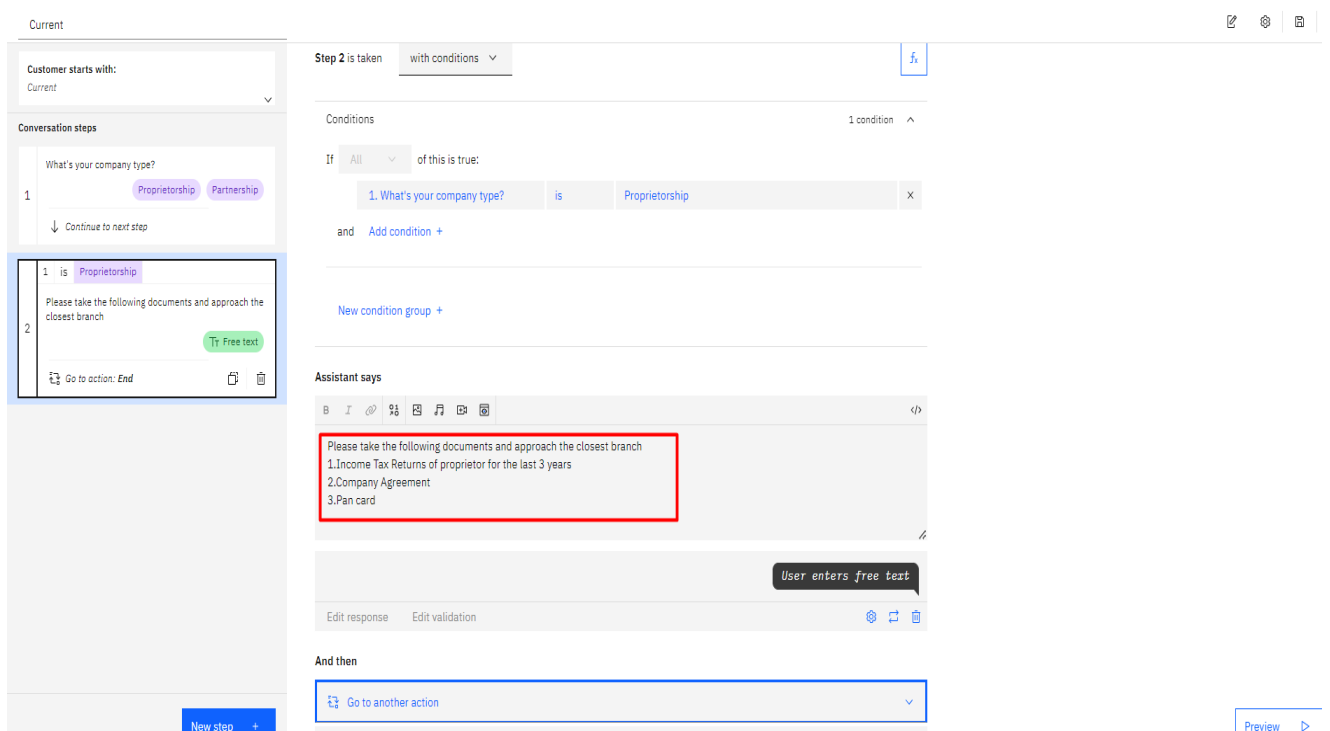 Current
Customer starts with:
Current
Conversation steps
1
What's your company type?
Proprietorship Partnership
Continue to next step
2
1 is Proprietorship
Please take the following documents and approach the
closest branch
Free text
Go to action: End
New step +
Step 2 is taken with conditions
fx
Conditions 1 condition
If All of this is true:
1. What's your company type? is Proprietorship X
and Add condition +
New condition group +
Assistant says
B I </>
Please take the following documents and approach the closest branch
1.Income Tax Returns of proprietor for the last 3 years
2.Company Agreement
3.Pan card
User enters free text
Edit response Edit validation
And then
Go to another action
Preview